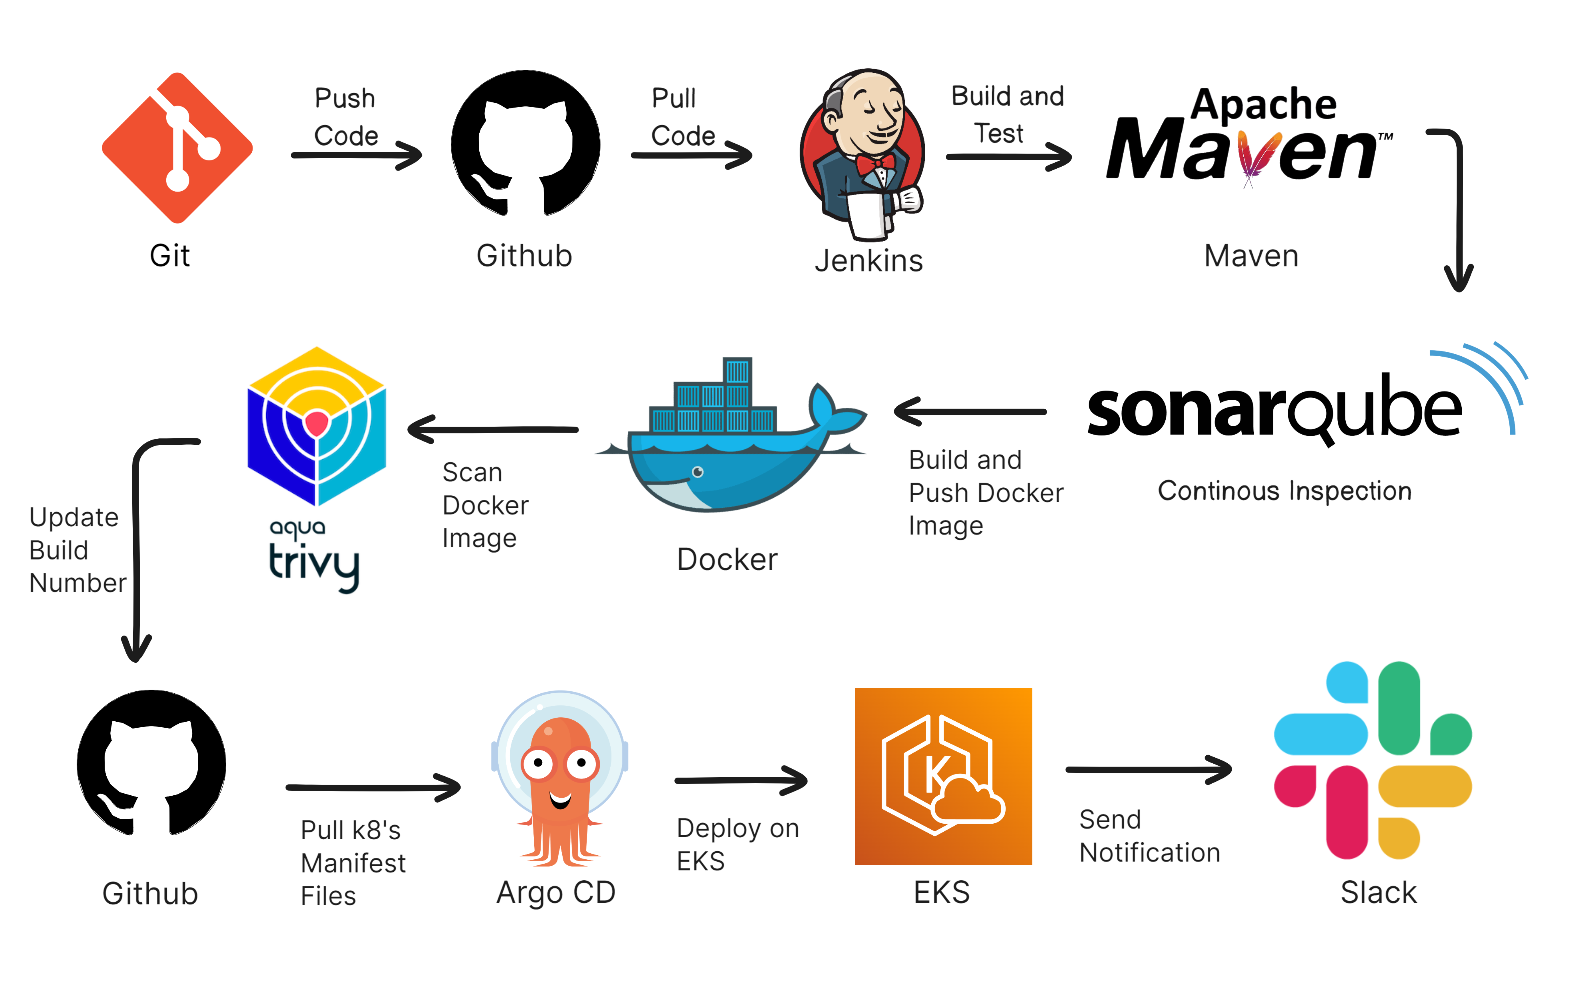 Push
Code
Pull
Code
Build and
Test
Apache
Maven™
Git
Github
Jenkins
Maven
sonarqube
Continous Inspection
Build and
Push Docker
Image
Docker
Scan
Docker
Image
aqua
trivy
Update
Build
Number
Github
Pull k8's
Manifest
Files
Argo CD
Deploy on
EKS
K
EKS
Send
Notification
Slack